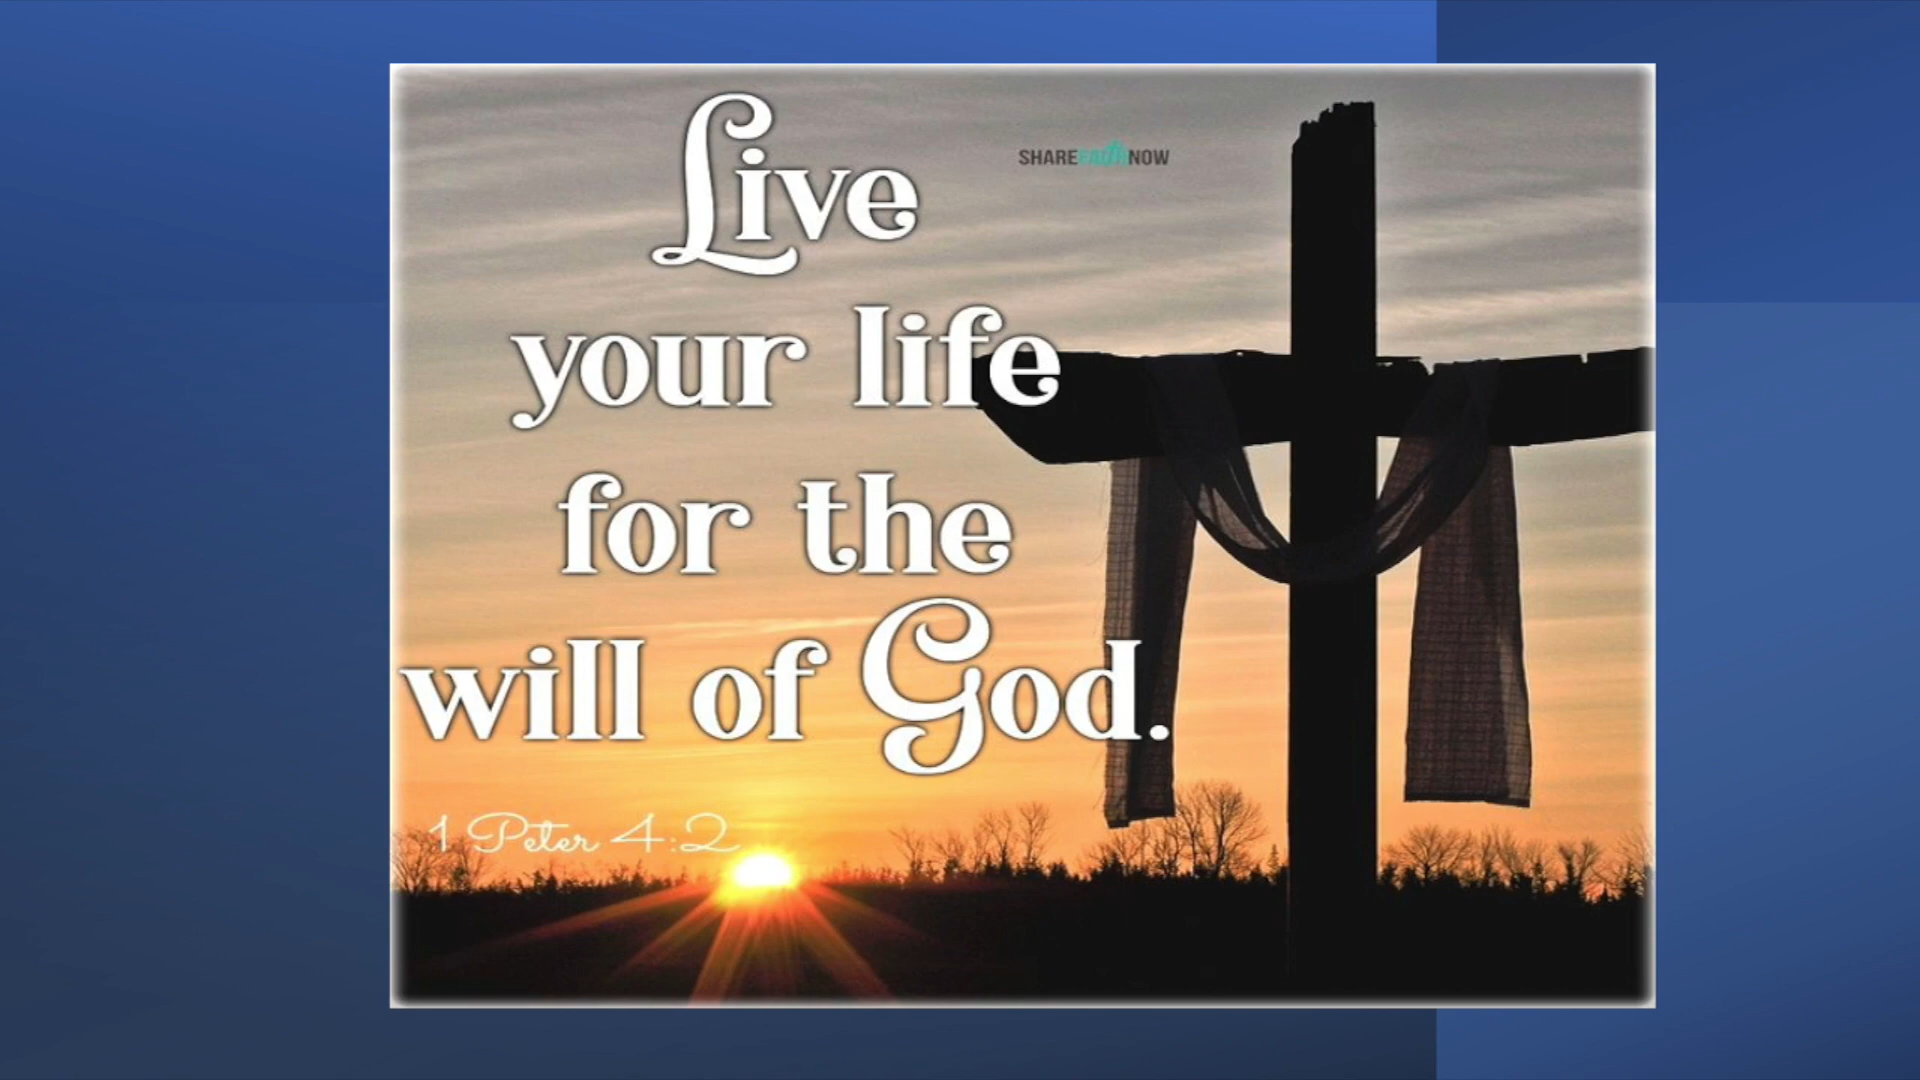 Live
SHAREFAITHNOW
your life
for the
will of God.
1 Peter 4:2